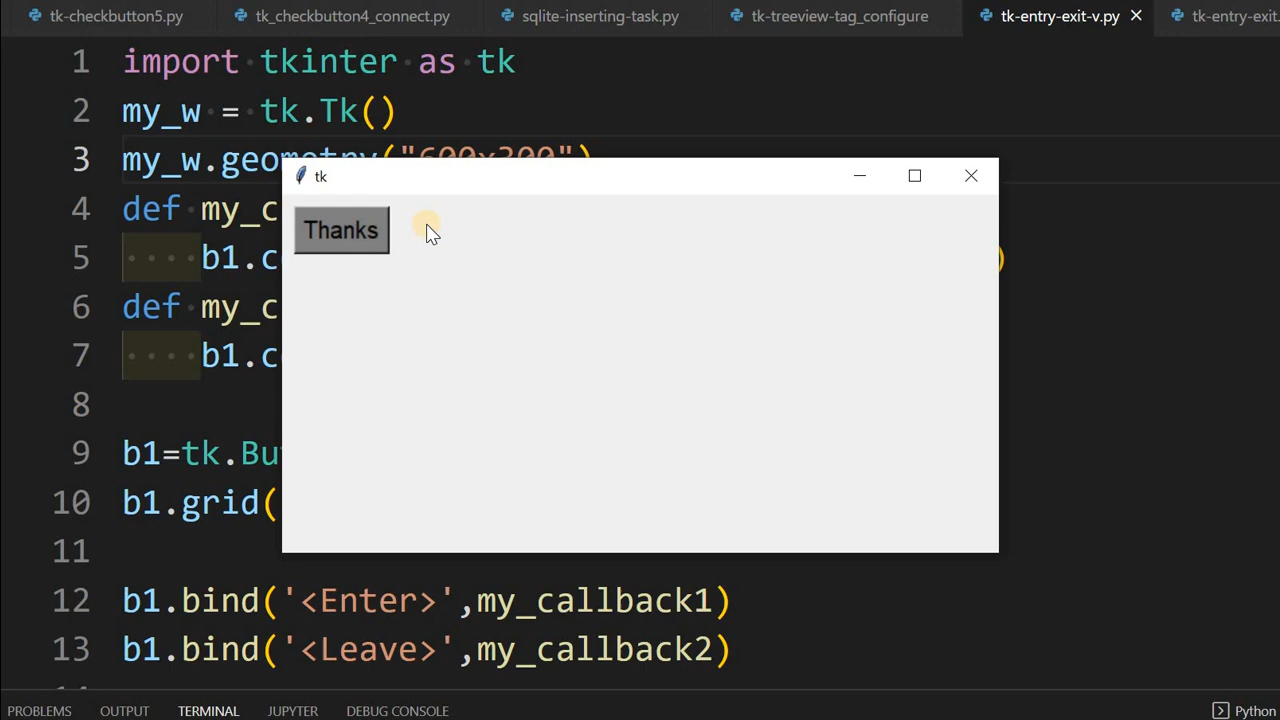 tk-checkbutton5.py tk_checkbutton4_connect.py sqlite-inserting-task.py tk-treeview-tag_configure tk-entry-exit-v.py tk-entry-exit.
1 import tkinter as tk
2 my_w = tk.Tk()
3 my_w.geometry("600x300")
tk
4 def my_c
Thanks
5 b1.c )
6 def my_c
7 b1.c
8
9 b1=tk.Bu
10 b1.grid(
11
12 b1.bind('<Enter>',my_callback1)
13 b1.bind('<Leave>',my_callback2)
PROBLEMS OUTPUT TERMINAL JUPYTER DEBUG CONSOLE Python